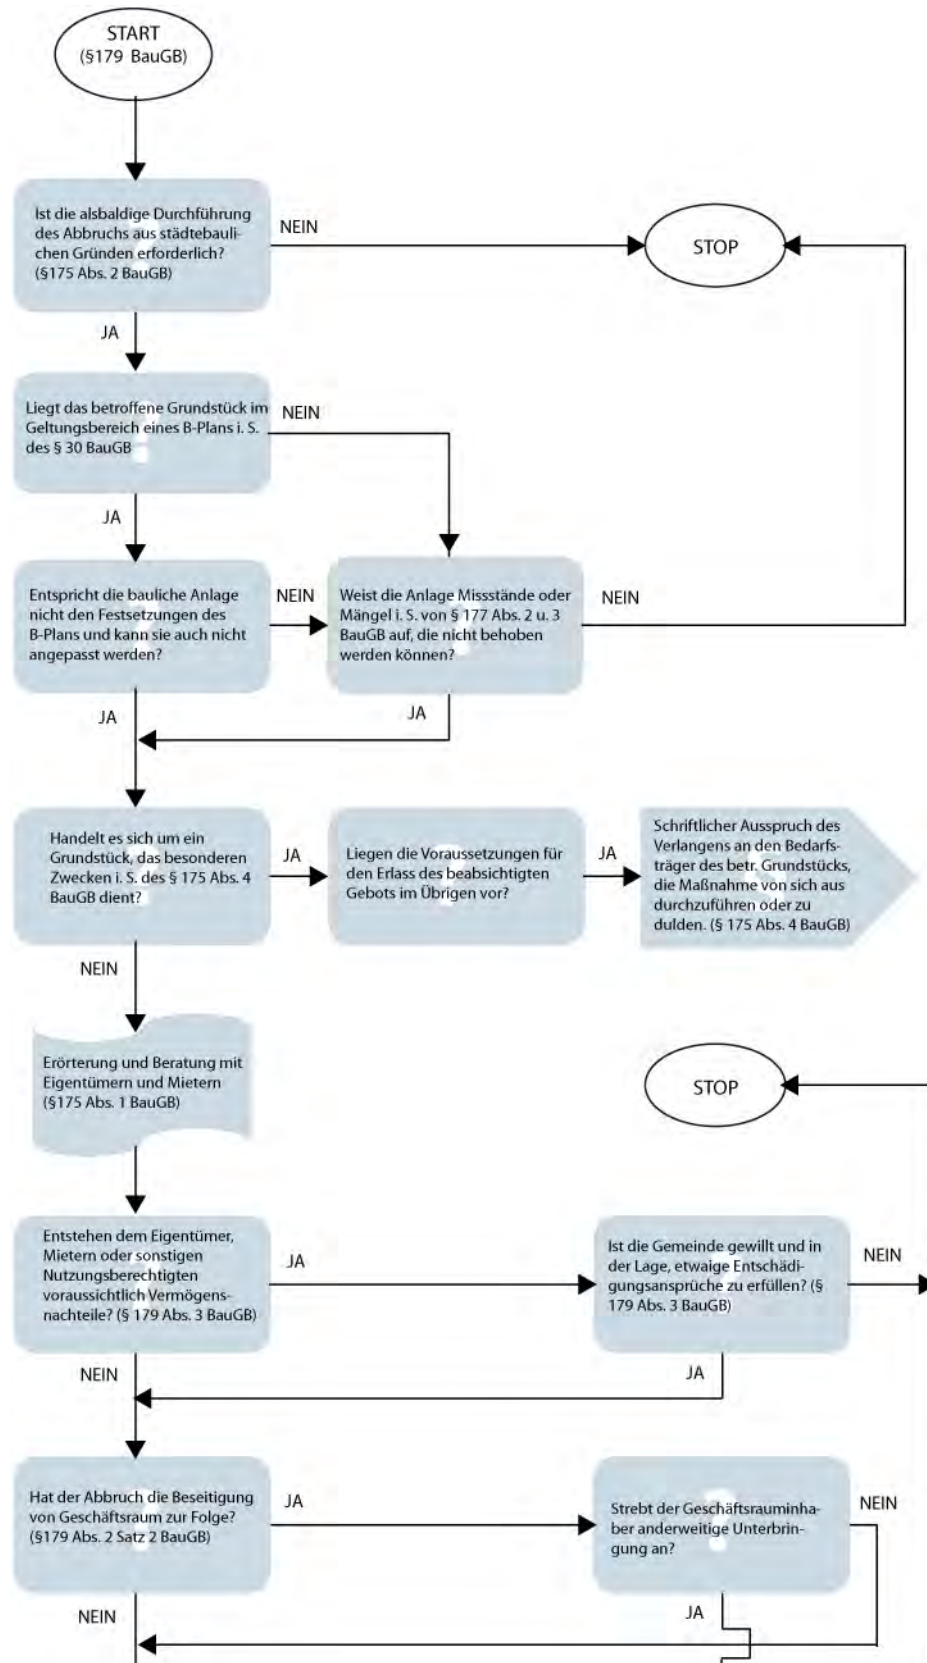 START
(§179 BauGB)
Ist die alsbaldige Durchführung
des Abbruchs aus städtebauli-
chen Gründen erforderlich?
(§175 Abs. 2 BauGB)
NEIN
STOP
JA
Liegt das betroffene Grundstück im
Geltungsbereich eines B-Plans i. S.
des § 30 BauGB
NEIN
JA
Entspricht die bauliche Anlage
nicht den Festsetzungen des
B-Plans und kann sie auch nicht
angepasst werden?
NEIN
Weist die Anlage Missstände oder
Mängel i. S. von § 177 Abs. 2 u. 3
BauGB auf, die nicht behoben
werden können?
NEIN
JA
JA
Handelt es sich um ein
Grundstück, das besonderen
Zwecken i. S. des § 175 Abs. 4
BauGB dient?
JA
Liegen die Voraussetzungen für
den Erlass des beabsichtigten
Gebots im Übrigen vor?
JA
Schriftlicher Ausspruch des
Verlangens an den Bedarfs-
träger des betr. Grundstücks,
die Maßnahme von sich aus
durchzuführen oder zu
dulden. (§ 175 Abs. 4 BauGB)
NEIN
Erörterung und Beratung mit
Eigentümern und Mietern
(§175 Abs. 1 BauGB)
STOP
Entstehen dem Eigentümer,
Mietern oder sonstigen
Nutzungsberechtigten
voraussichtlich Vermögens-
nachteile? (§ 179 Abs. 3 BauGB)
JA
Ist die Gemeinde gewillt und in
der Lage, etwaige Entschädi-
gungsansprüche zu erfüllen? (§
179 Abs. 3 BauGB)
NEIN
NEIN
JA
Hat der Abbruch die Beseitigung
von Geschäftsraum zur Folge?
(§179 Abs. 2 Satz 2 BauGB)
JA
Strebt der Geschäftsrauminha-
ber anderweitige Unterbrin-
gung an?
NEIN
NEIN
JA